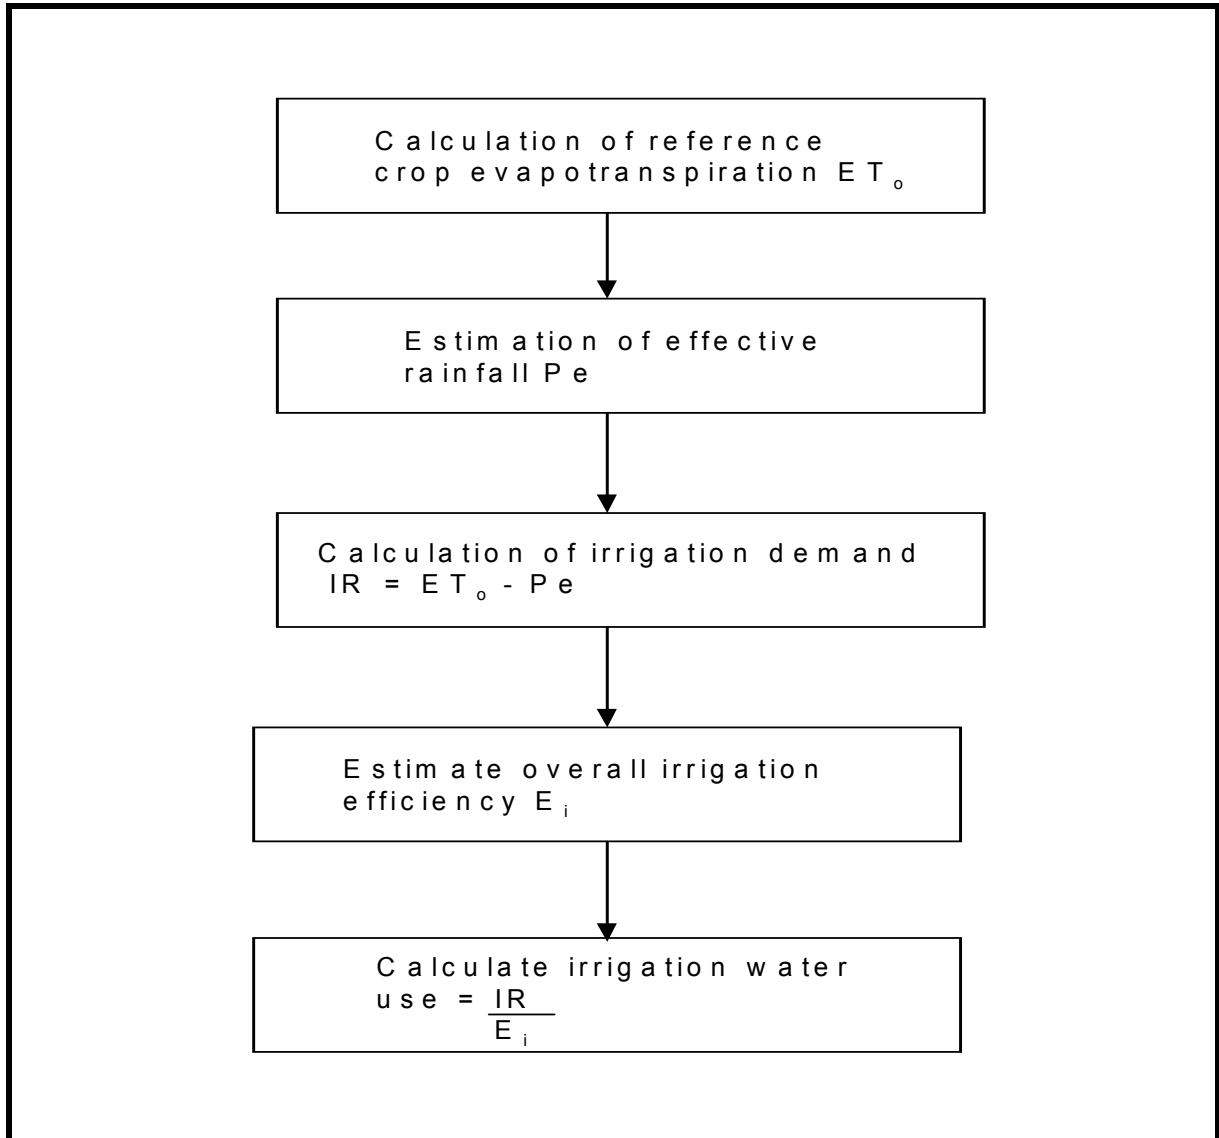 Calculation of reference
crop evapotranspiration ETₒ
Estimation of effective
rainfall Pe
Calculation of irrigation demand
IR = ETₒ - Pe
Estimate overall irrigation
efficiency Eᵢ
Calculate irrigation water
use = IR
Eᵢ